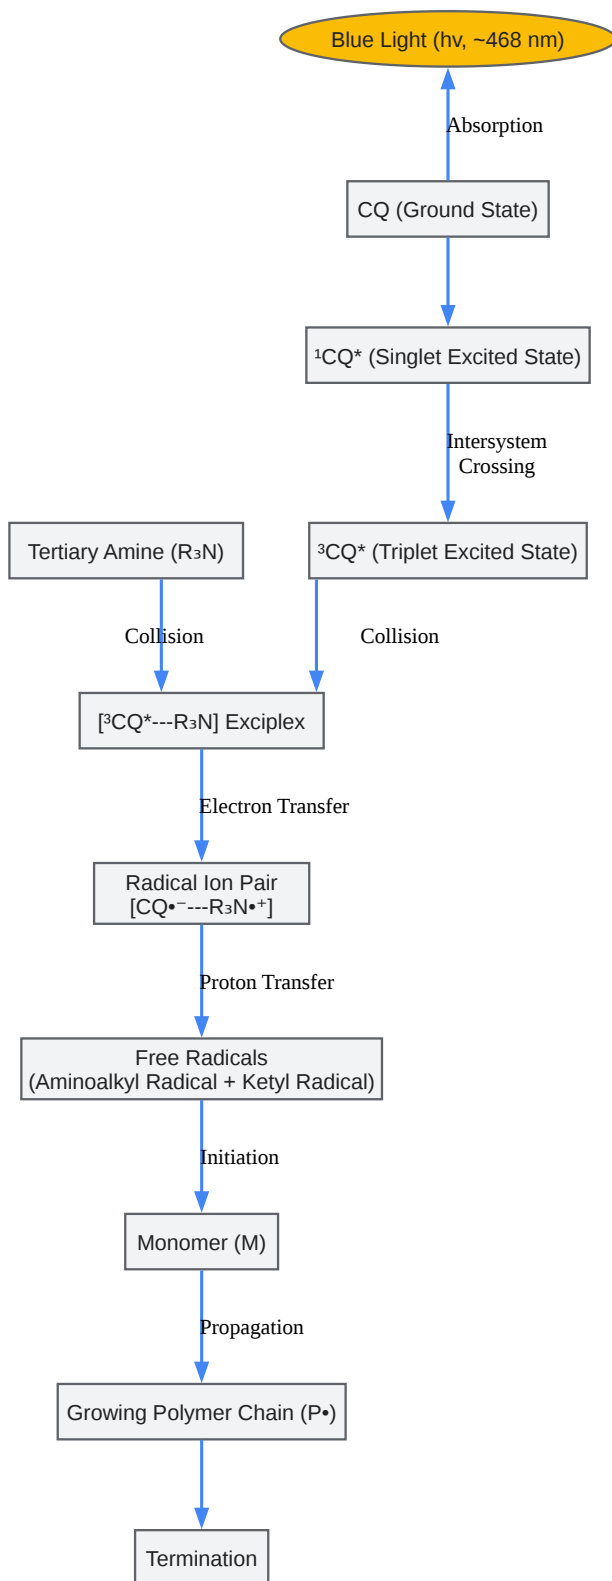 Blue Light (hv, ~468 nm)
Absorption
CQ (Ground State)
¹CQ* (Singlet Excited State)
Intersystem
Crossing
Tertiary Amine (R₃N)
³CQ* (Triplet Excited State)
Collision
Collision
[³CQ*---R₃N] Exciplex
Electron Transfer
Radical Ion Pair
[CQ•⁻---R₃N•⁺]
Proton Transfer
Free Radicals
(Aminoalkyl Radical + Ketyl Radical)
Initiation
Monomer (M)
Propagation
Growing Polymer Chain (P•)
Termination